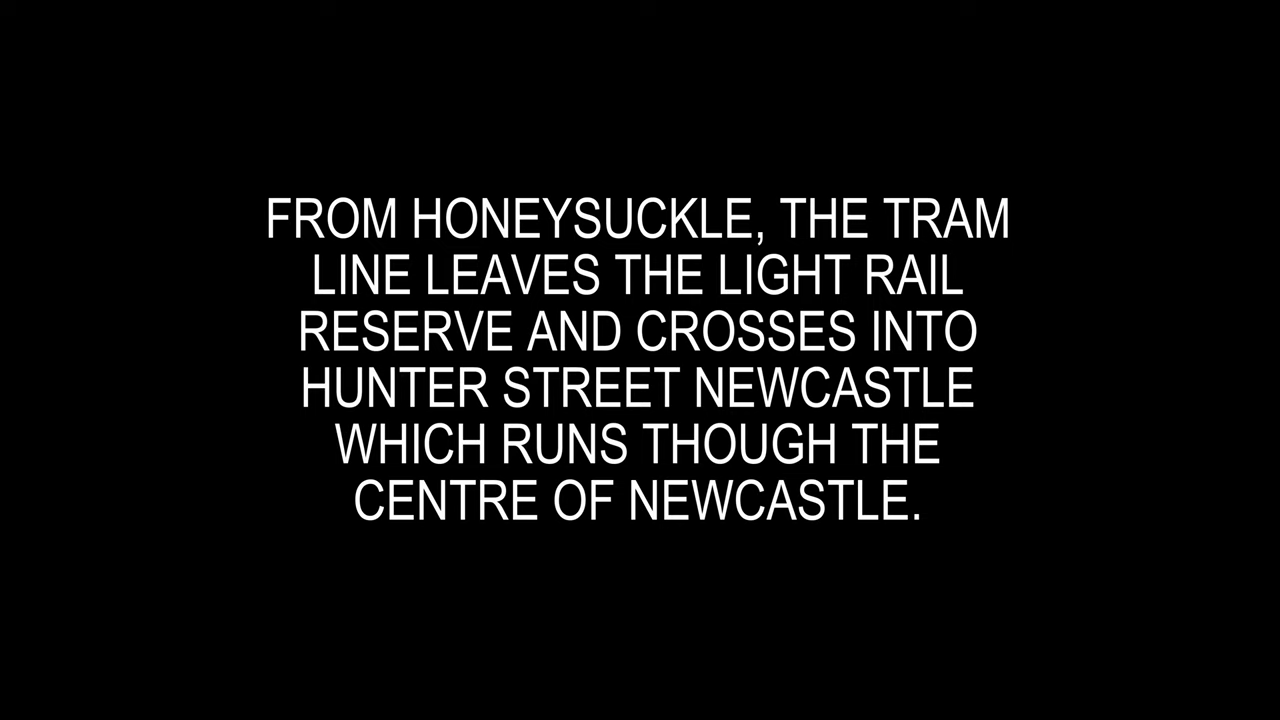 FROM HONEYSUCKLE, THE TRAM
LINE LEAVES THE LIGHT RAIL
RESERVE AND CROSSES INTO
HUNTER STREET NEWCASTLE
WHICH RUNS THOUGH THE
CENTRE OF NEWCASTLE.